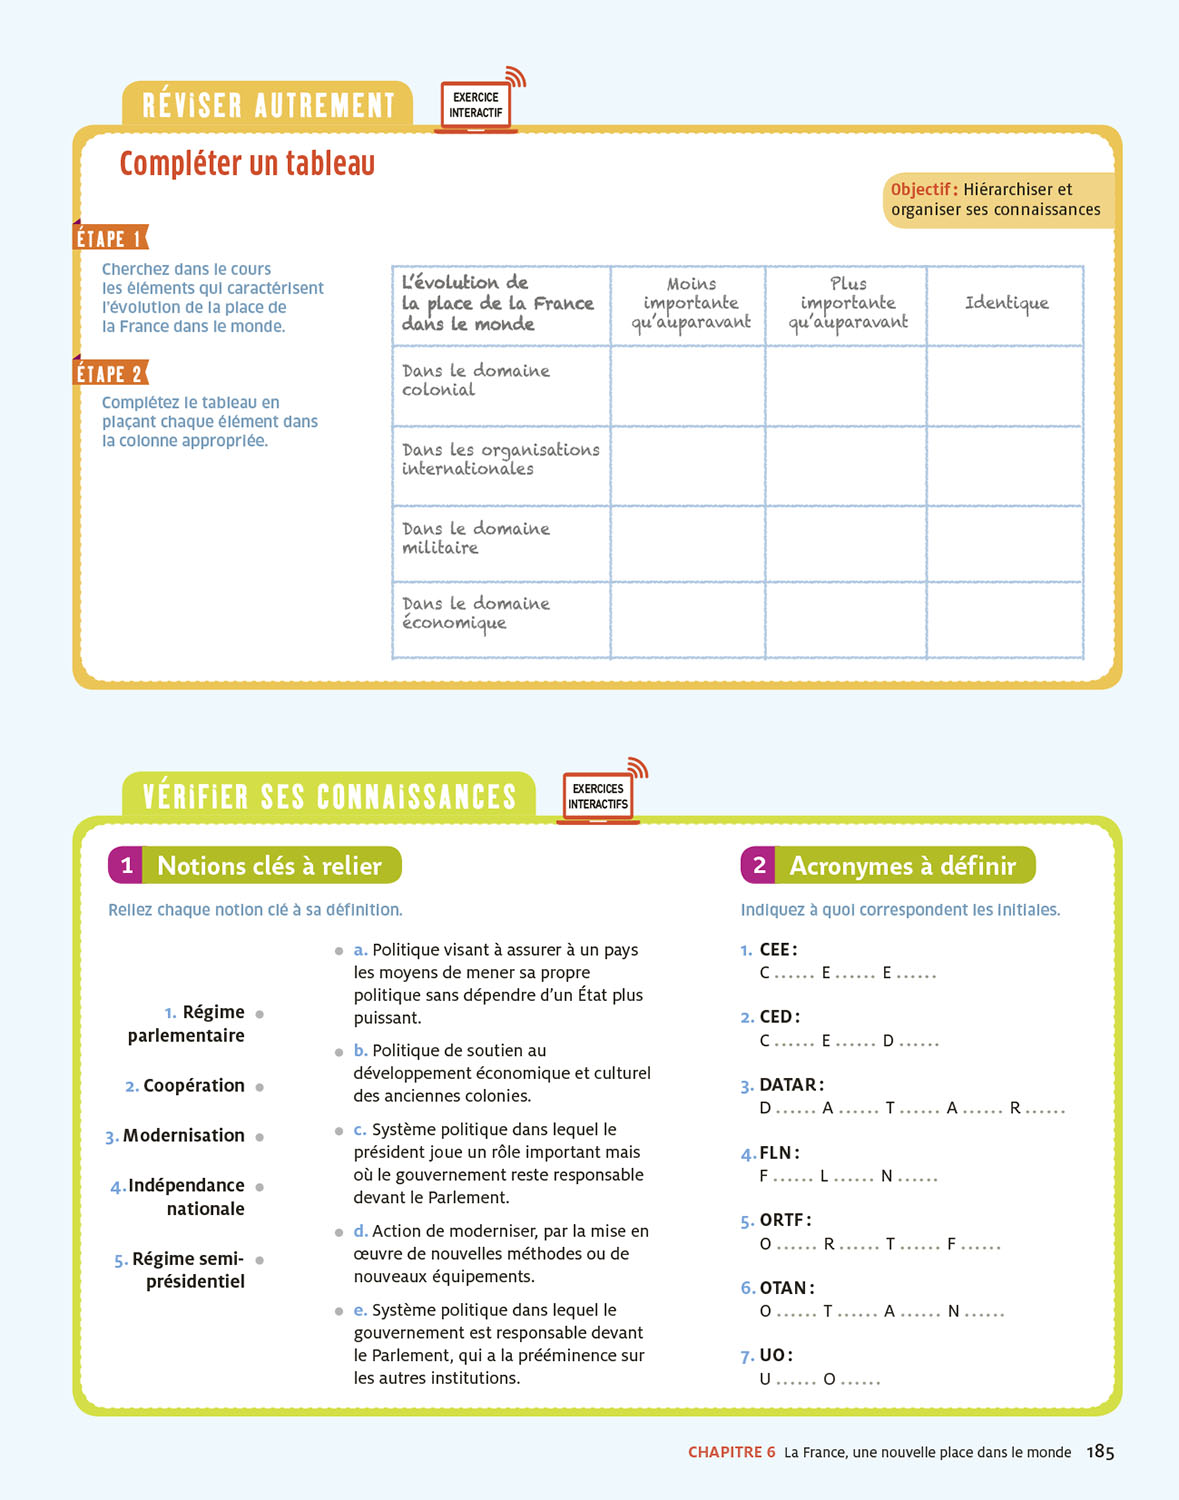 RÉViSER AUTREMENT
EXERCICE
INTERACTIF
Compléter un tableau
Objectif : Hiérarchiser et
organiser ses connaissances
ÉTAPE 1
Cherchez dans le cours
les éléments qui caractérisent
l'évolution de la place de
la France dans le monde.
ÉTAPE 2
Complétez le tableau en
plaçant chaque élément dans
la colonne appropriée.
L'évolution de
la place de la France
dans le monde
Moins
importante
qu'auparavant
Plus
importante
qu'auparavant
Identique
Dans le domaine
colonial
Dans les organisations
internationales
Dans le domaine
militaire
Dans le domaine
économique
VÉRiFiER SES CONNAiSSANCES
EXERCICES
INTERACTIFS
1 Notions clés à relier
Reliez chaque notion clé à sa définition.
1. Régime
parlementaire
2. Coopération
3. Modernisation
4. Indépendance
nationale
5. Régime semi-
présidentiel
a. Politique visant à assurer à un pays
les moyens de mener sa propre
politique sans dépendre d'un État plus
puissant.
b. Politique de soutien au
développement économique et culturel
des anciennes colonies.
c. Système politique dans lequel le
président joue un rôle important mais
où le gouvernement reste responsable
devant le Parlement.
d. Action de moderniser, par la mise en
œuvre de nouvelles méthodes ou de
nouveaux équipements.
e. Système politique dans lequel le
gouvernement est responsable devant
le Parlement, qui a la prééminence sur
les autres institutions.
2 Acronymes à définir
Indiquez à quoi correspondent les initiales.
1. CEE :
C ...... E ...... E ......
2. CED :
C ...... E ...... D ......
3. DATAR :
D ...... A ...... T ...... A ...... R ......
4. FLN :
F ...... L ...... N ......
5. ORTF :
O ...... R ...... T ...... F ......
6. OTAN :
O ...... T ...... A ...... N ......
7. UO :
U ...... O ......
CHAPITRE 6 La France, une nouvelle place dans le monde 185